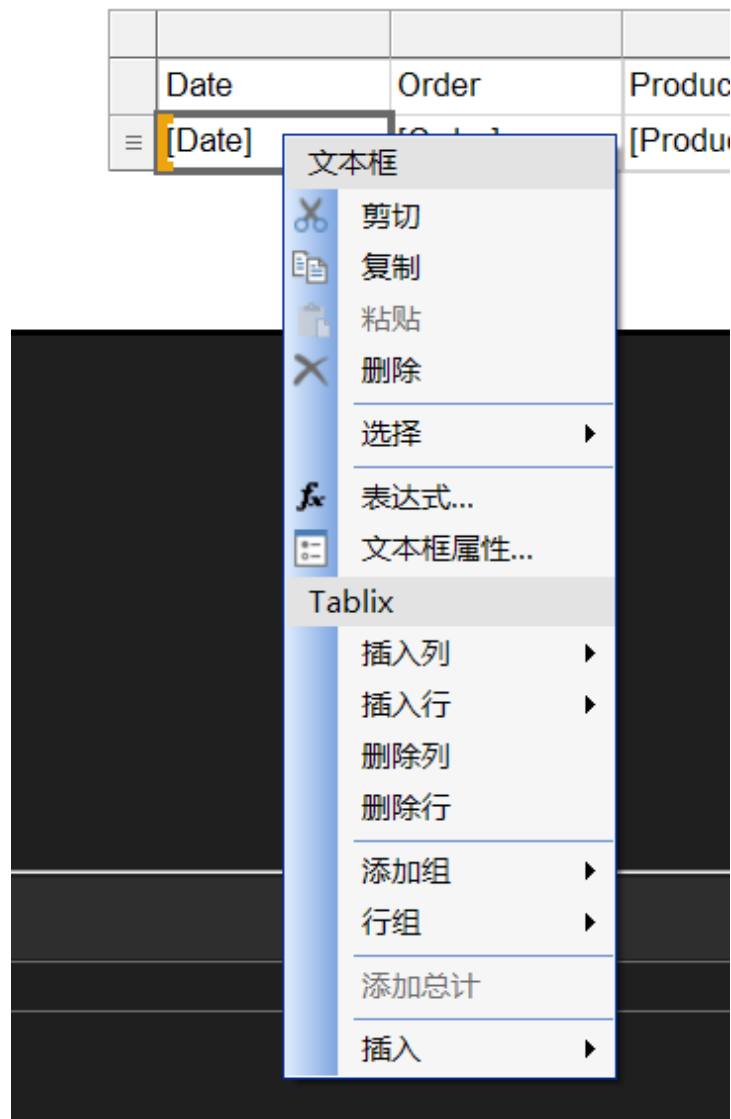 Date Order Produc
[Date] [Produ
文本框
剪切
复制
粘贴
删除
选择
fx 表达式...
文本框属性...
Tablix
插入列
插入行
删除列
删除行
添加组
行组
添加总计
插入